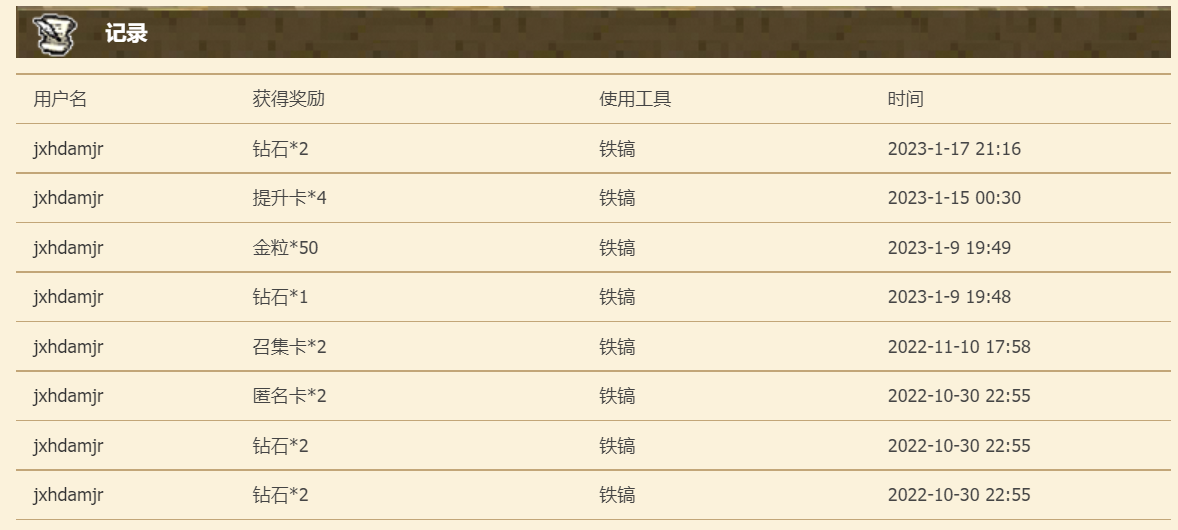 记录
用户名 获得奖励 使用工具 时间
jxhdamjr 钻石*2 铁镐 2023-1-17 21:16
jxhdamjr 提升卡*4 铁镐 2023-1-15 00:30
jxhdamjr 金粒*50 铁镐 2023-1-9 19:49
jxhdamjr 钻石*1 铁镐 2023-1-9 19:48
jxhdamjr 召集卡*2 铁镐 2022-11-10 17:58
jxhdamjr 匿名卡*2 铁镐 2022-10-30 22:55
jxhdamjr 钻石*2 铁镐 2022-10-30 22:55
jxhdamjr 钻石*2 铁镐 2022-10-30 22:55